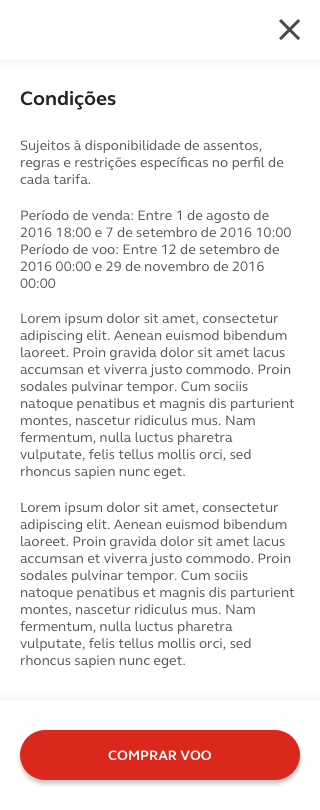 Condições
Sujeitos à disponibilidade de assentos,
regras e restrições específicas no perfil de
cada tarifa.
Período de venda: Entre 1 de agosto de
2016 18:00 e 7 de setembro de 2016 10:00
Período de voo: Entre 12 de setembro de
2016 00:00 e 29 de novembro de 2016
00:00
Lorem ipsum dolor sit amet, consectetur
adipiscing elit. Aenean euismod bibendum
laoreet. Proin gravida dolor sit amet lacus
accumsan et viverra justo commodo. Proin
sodales pulvinar tempor. Cum sociis
natoque penatibus et magnis dis parturient
montes, nascetur ridiculus mus. Nam
fermentum, nulla luctus pharetra
vulputate, felis tellus mollis orci, sed
rhoncus sapien nunc eget.
Lorem ipsum dolor sit amet, consectetur
adipiscing elit. Aenean euismod bibendum
laoreet. Proin gravida dolor sit amet lacus
accumsan et viverra justo commodo. Proin
sodales pulvinar tempor. Cum sociis
natoque penatibus et magnis dis parturient
montes, nascetur ridiculus mus. Nam
fermentum, nulla luctus pharetra
vulputate, felis tellus mollis orci, sed
rhoncus sapien nunc eget.
COMPRAR VOO